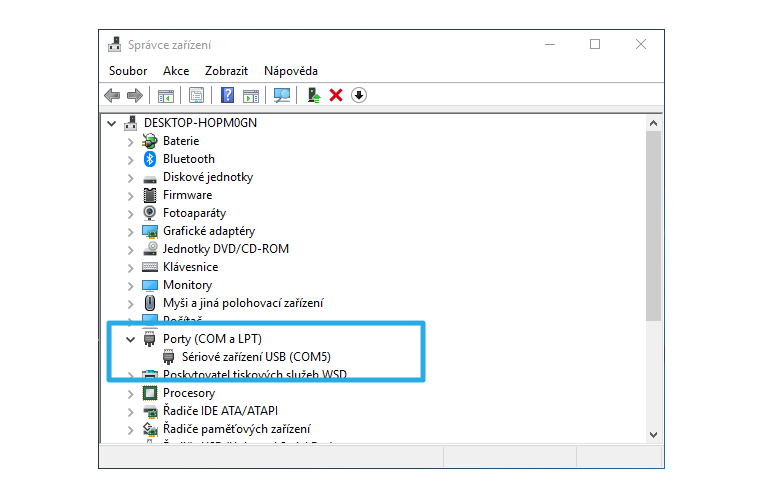 Správce zařízení
Soubor Akce Zobrazit Nápověda
DESKTOP-HOPM0GN
Baterie
Bluetooth
Diskové jednotky
Firmware
Fotoaparáty
Grafické adaptéry
Jednotky DVD/CD-ROM
Klávesnice
Monitory
Myši a jiná polohovací zařízení
Počítač
Porty (COM a LPT)
Sériové zařízení USB (COM5)
Poskytovatel tiskových služeb WSD
Procesory
Řadiče IDE ATA/ATAPI
Řadiče paměťových zařízení